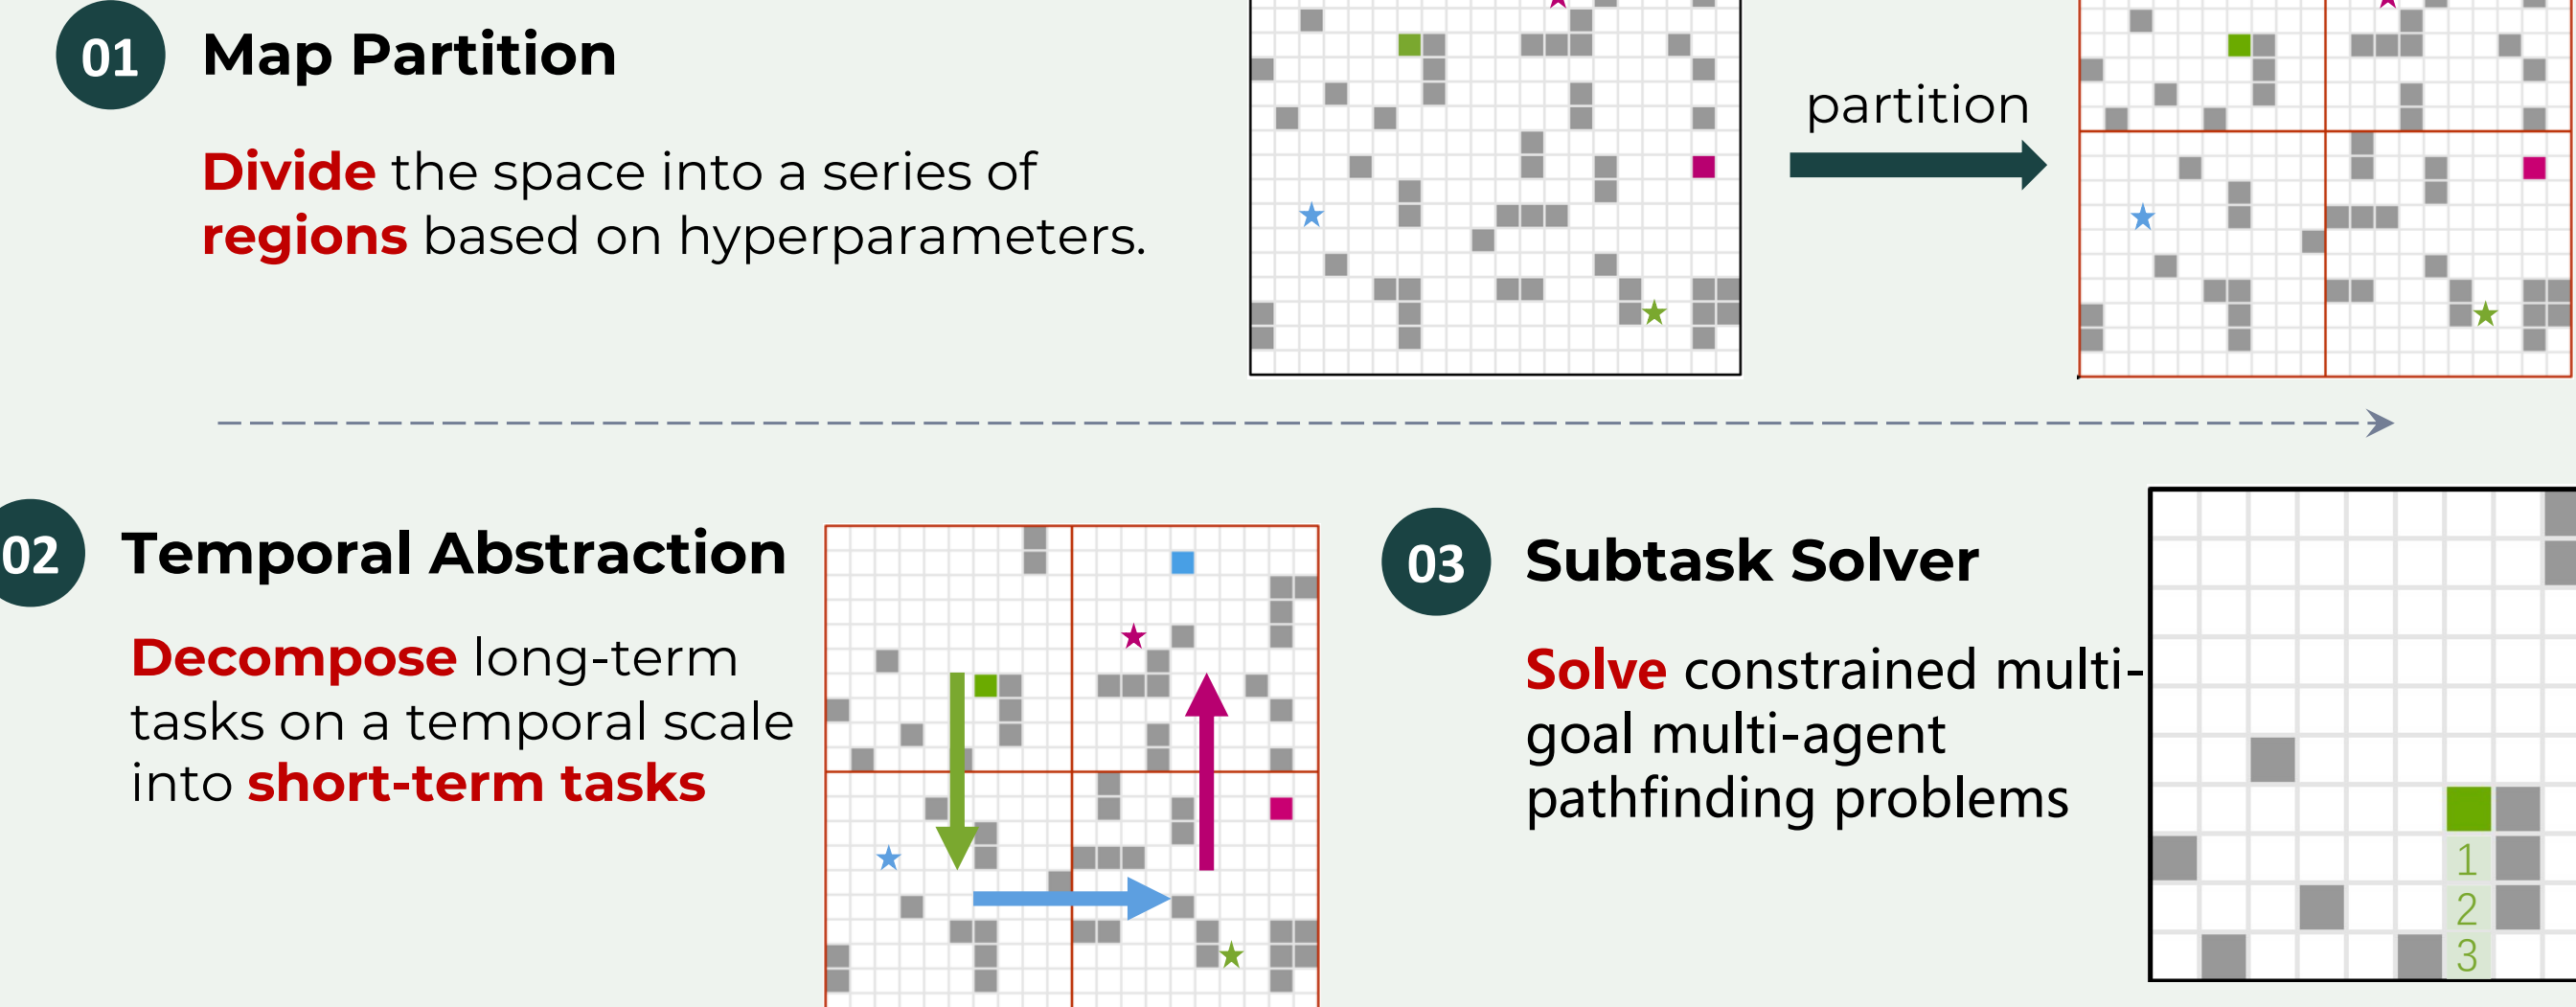 01
Map Partition
Divide the space into a series of
regions based on hyperparameters.
partition
02
Temporal Abstraction
Decompose long-term
tasks on a temporal scale
into short-term tasks
03
Subtask Solver
Solve constrained multi-
goal multi-agent
pathfinding problems
1
2
3